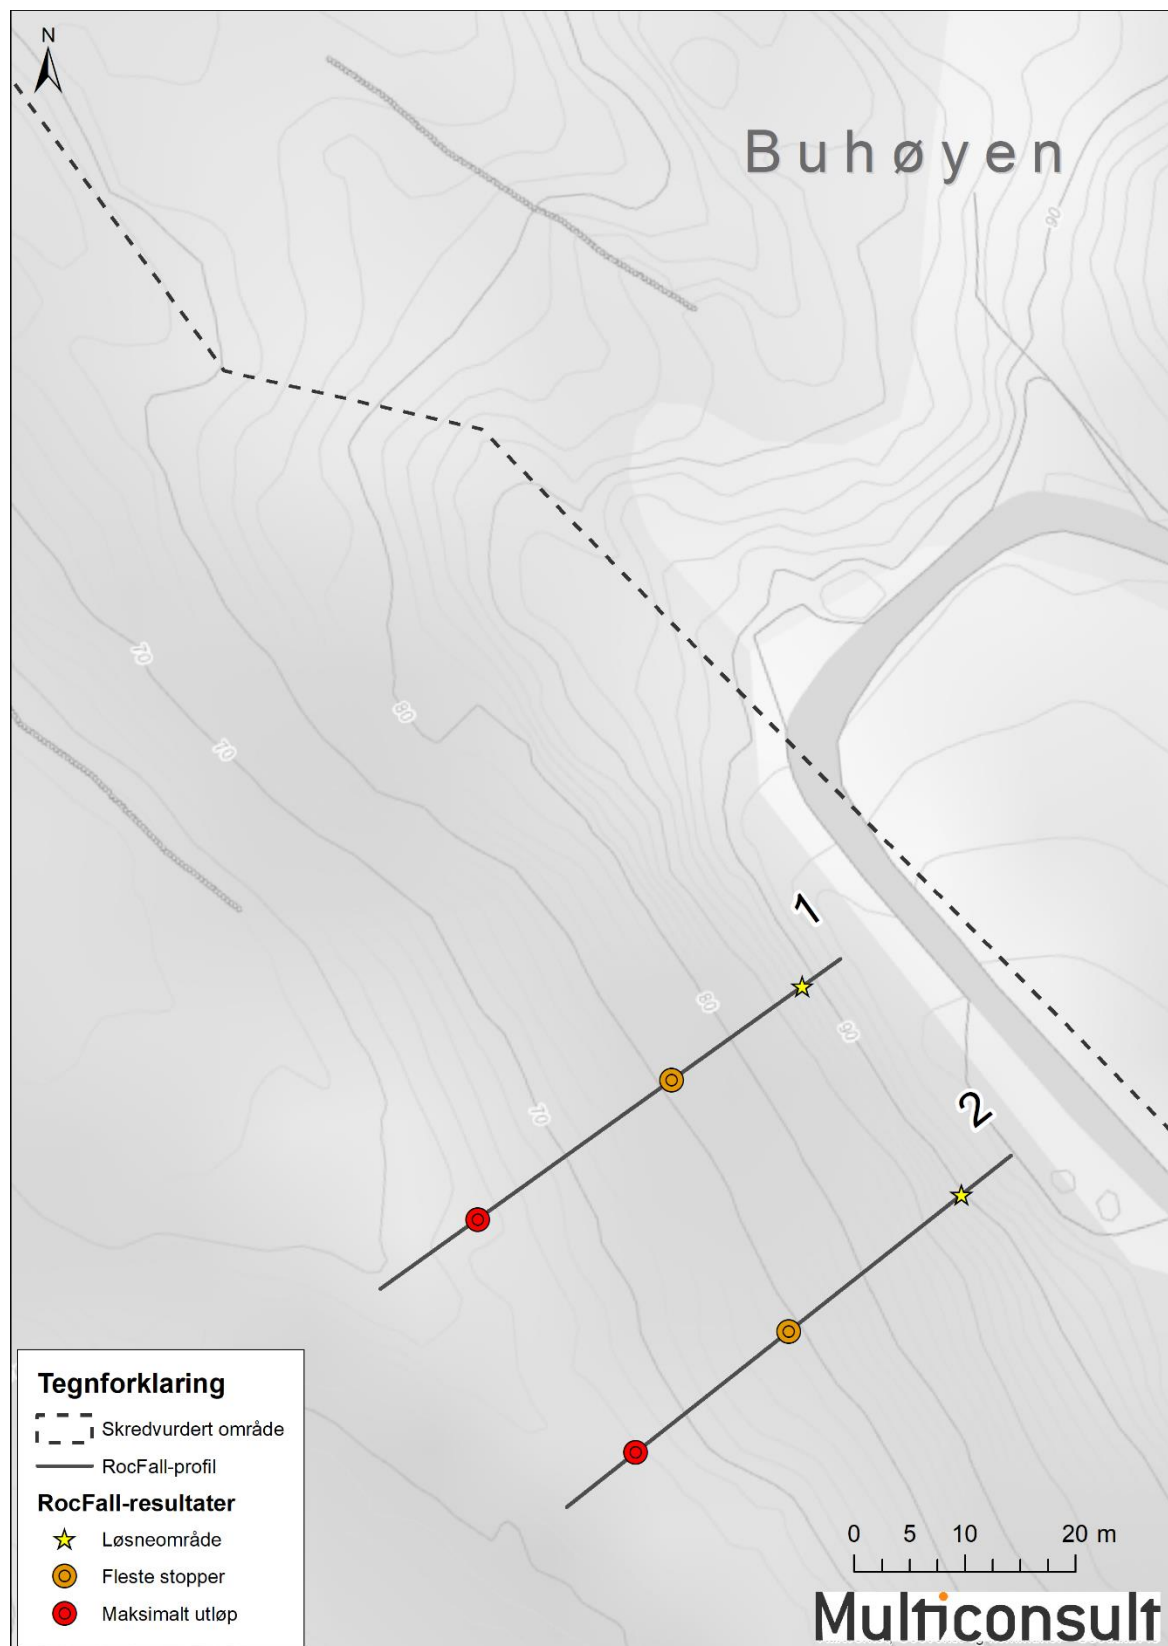 N
Buhøyen
90
70
80
70
1
80
90
70
2
Tegnforklaring
Skredvurdert område
RocFall-profil
RocFall-resultater
Løsneområde
Fleste stopper
Maksimalt utløp
0 5 10 20 m
Multiconsult